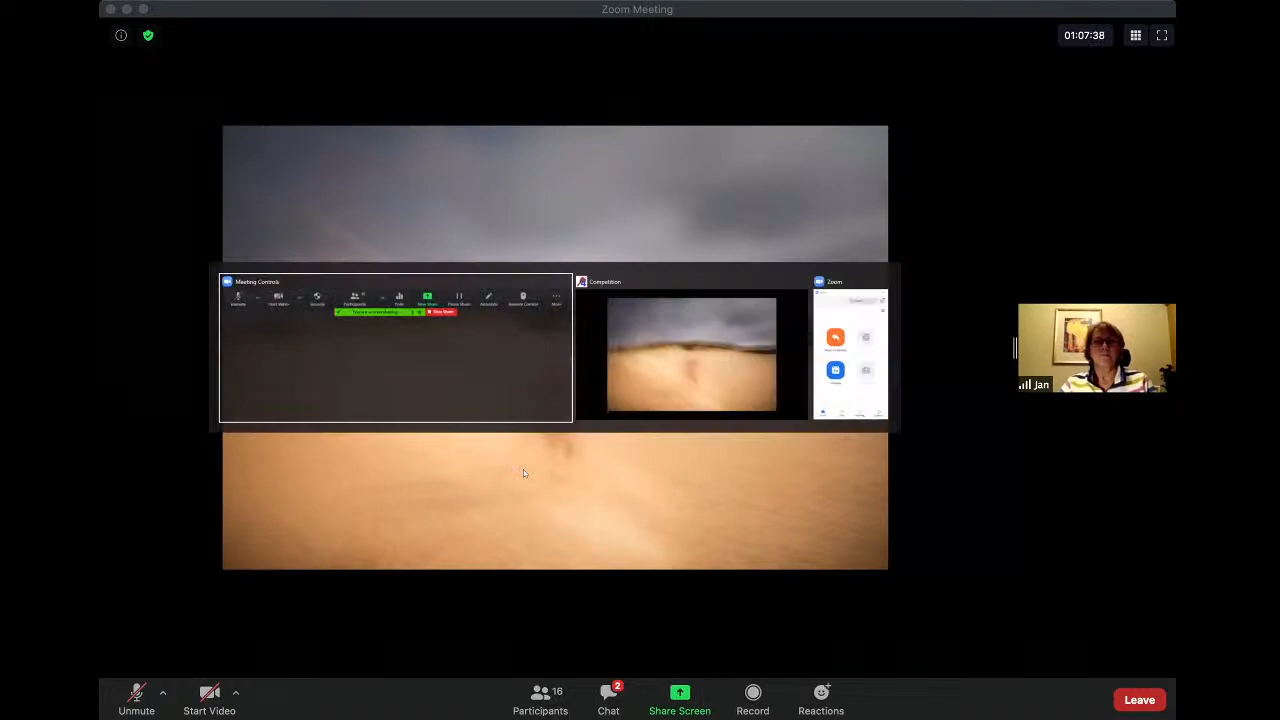 Zoom Meeting
01:07:38
Meeting Controls
Competition
Zoom
Jan
16
2
Unmute
Start Video
Participants
Chat
Share Screen
Record
Reactions
Leave